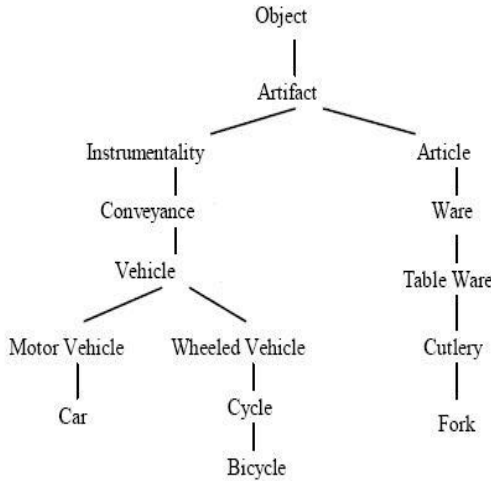 Object
Artifact
Instrumentality
Article
Conveyance
Ware
Vehicle
Table Ware
Motor Vehicle
Wheeled Vehicle
Cutlery
Car
Cycle
Fork
Bicycle